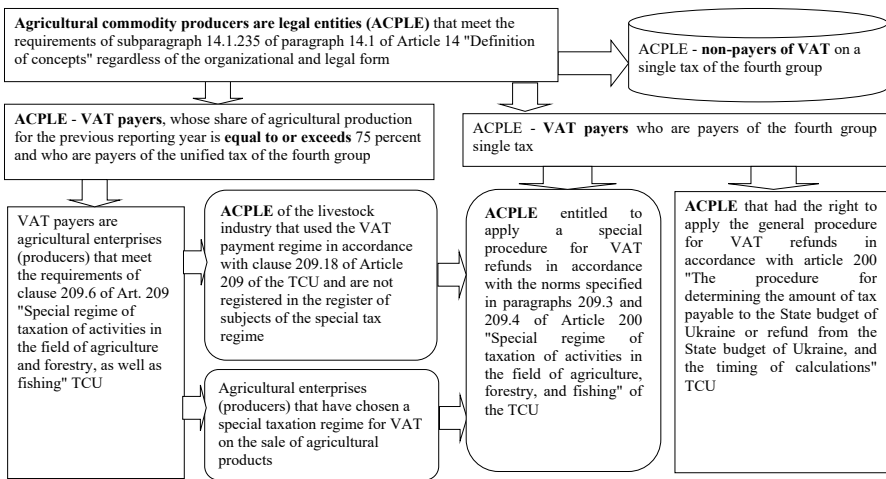 Agricultural commodity producers are legal entities (ACPLE) that meet the
requirements of subparagraph 14.1.235 of paragraph 14.1 of Article 14 "Definition
of concepts" regardless of the organizational and legal form
ACPLE - non-payers of VAT on a
single tax of the fourth group
ACPLE - VAT payers, whose share of agricultural production
for the previous reporting year is equal to or exceeds 75 percent
and who are payers of the unified tax of the fourth group
ACPLE - VAT payers who are payers of the fourth group
single tax
VAT payers are
agricultural enterprises
(producers) that meet
the requirements of
clause 209.6 of Art. 209
"Special regime of
taxation of activities in
the field of agriculture
and forestry, as well as
fishing" TCU
ACPLE of the livestock
industry that used the VAT
payment regime in accordance
with clause 209.18 of Article
209 of the TCU and are not
registered in the register of
subjects of the special tax
regime
Agricultural enterprises
(producers) that have chosen a
special taxation regime for VAT
on the sale of agricultural
products
ACPLE entitled to
apply a special
procedure for VAT
refunds in accordance
with the norms specified
in paragraphs 209.3 and
209.4 of Article 200
"Special regime of
taxation of activities in
the field of agriculture,
forestry, and fishing" of
the TCU
ACPLE that had the right to
apply the general procedure
for VAT refunds in
accordance with article 200
"The procedure for
determining the amount of tax
payable to the State budget of
Ukraine or refund from the
State budget of Ukraine, and
the timing of calculations"
TCU